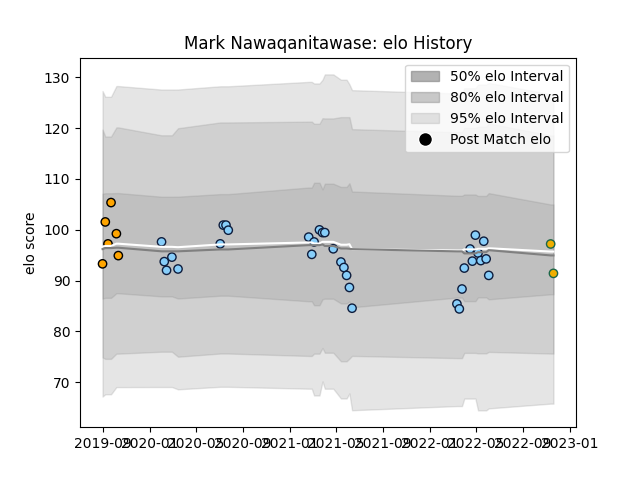 Mark Nawaqanitawase: elo History
130
120
110
100
90
80
70
elo score
50% elo Interval
80% elo Interval
95% elo Interval
Post Match elo
2019-09 2020-01 2020-05 2020-09 2021-01 2021-05 2021-09 2022-01 2022-05 2022-09 2023-01